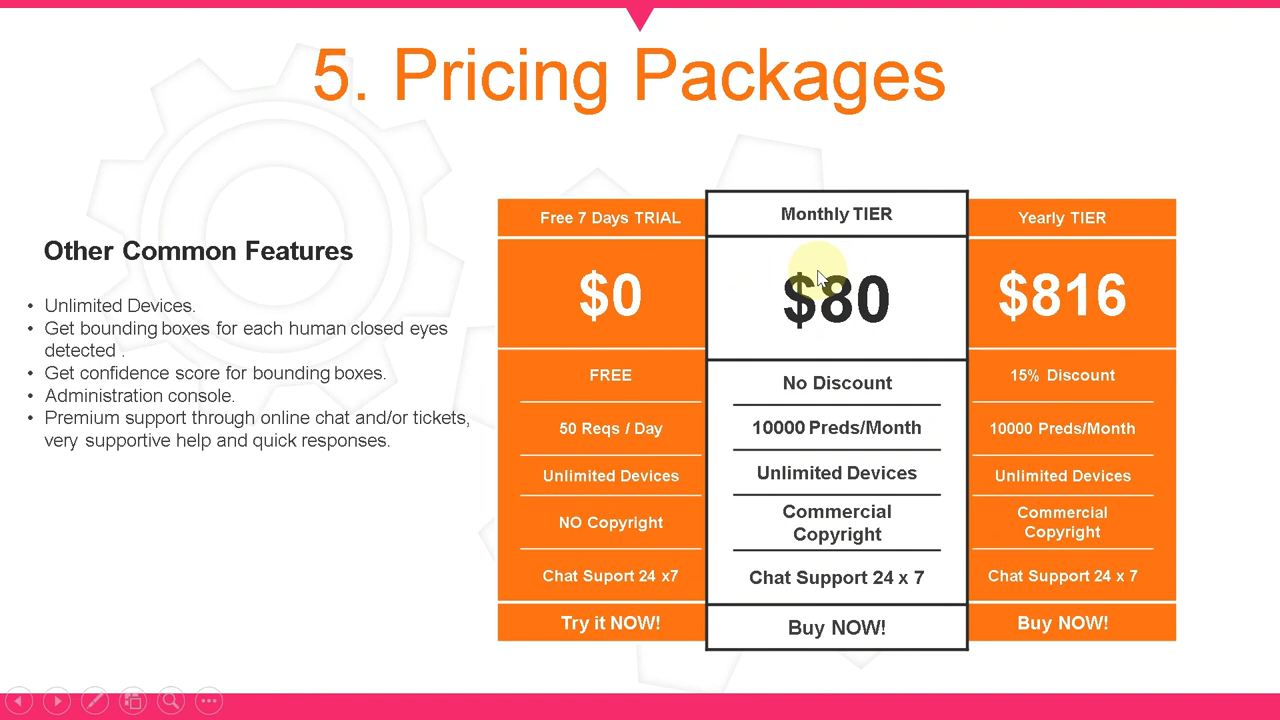 5. Pricing Packages
Other Common Features
• Unlimited Devices.
• Get bounding boxes for each human closed eyes
detected .
• Get confidence score for bounding boxes.
• Administration console.
• Premium support through online chat and/or tickets,
very supportive help and quick responses.
Free 7 Days TRIAL
$0
FREE
50 Reqs / Day
Unlimited Devices
NO Copyright
Chat Suport 24 x7
Try it NOW!
Monthly TIER
$80
No Discount
10000 Preds/Month
Unlimited Devices
Commercial
Copyright
Chat Support 24 x 7
Buy NOW!
Yearly TIER
$816
15% Discount
10000 Preds/Month
Unlimited Devices
Commercial
Copyright
Chat Support 24 x 7
Buy NOW!